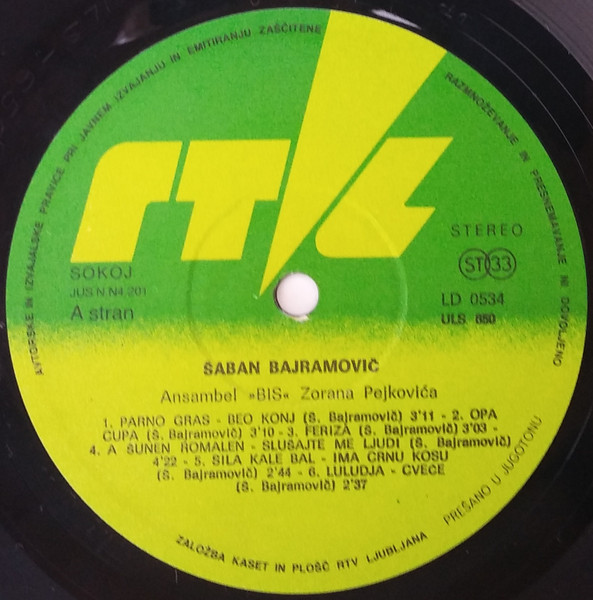 AVTORSKE IN IZVAJALSKE PRAVICE PRI JAVNEM IZVAJANJU IN EMITIRANJU ZAŠČITENE
RAZMNOŽEVANJE IN PRESNEMAVANJE NI DOVOLJENO
rtl
STEREO
SOKOJ
ST 33
JUS N.N4.201
LD 0534
A stran
ULS 850
ŠABAN BAJRAMOVIČ
Ansambel »BIS« Zorana Pejkovića
1. PARNO GRAS - BEO KONJ (S. Bajramovič) 3'11 - 2. OPA
CUPA (S. Bajramovič) 3'10 - 3. FERIZA (S. Bajramovič) 3'03 -
4. A ŠUNEN ROMALEN - SLUŠAJTE ME LJUDI (S. Bajramovič)
4'22 - 5. SILA KALE BAL - IMA CRNU KOSU
(S. Bajramovič) 2'44 - 6. LULUDJA - CVEĆE
(S. Bajramovič) 2'37
PREŠANO U JUGOTONU
ZALOŽBA KASET IN PLOŠČ RTV LJUBLJANA